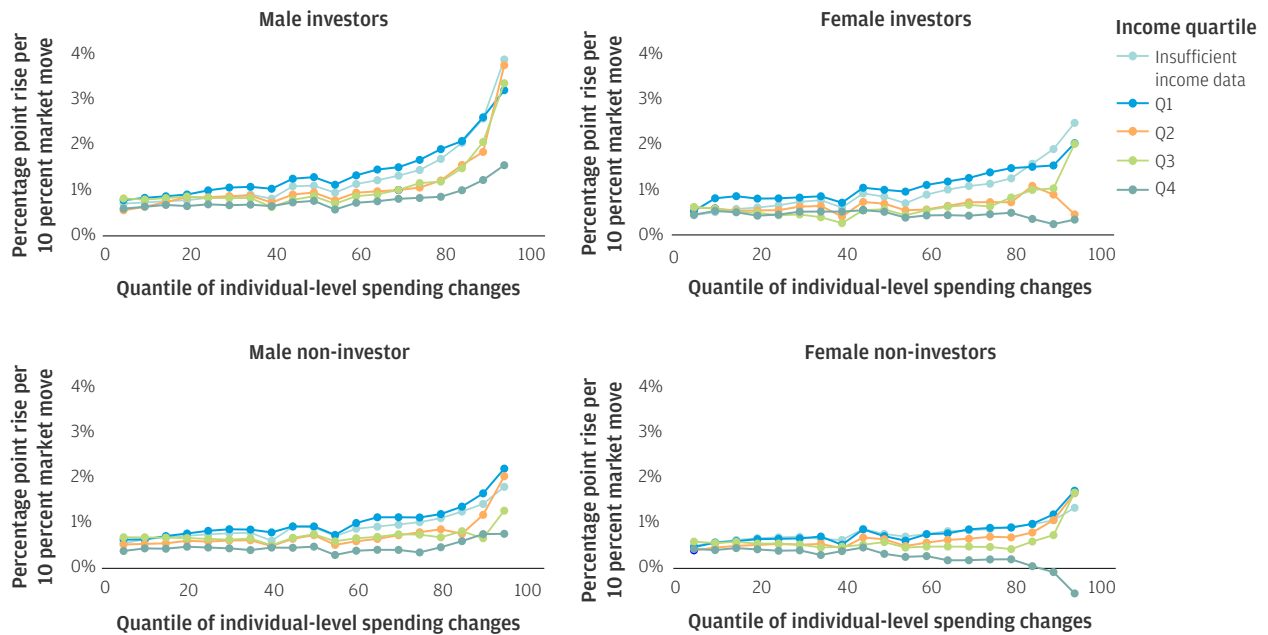 Male investors
Percentage point rise per
10 percent market move
4%
3%
2%
1%
0%
0
20
40
60
80
100
Quantile of individual-level spending changes
Female investors
Percentage point rise per
10 percent market move
4%
3%
2%
1%
0%
0
20
40
60
80
100
Quantile of individual-level spending changes
Income quartile
Insufficient
income data
Q1
Q2
Q3
Q4
Male non-investor
Percentage point rise per
10 percent market move
4%
3%
2%
1%
0%
0
20
40
60
80
100
Quantile of individual-level spending changes
Female non-investors
Percentage point rise per
10 percent market move
4%
3%
2%
1%
0%
0
20
40
60
80
100
Quantile of individual-level spending changes